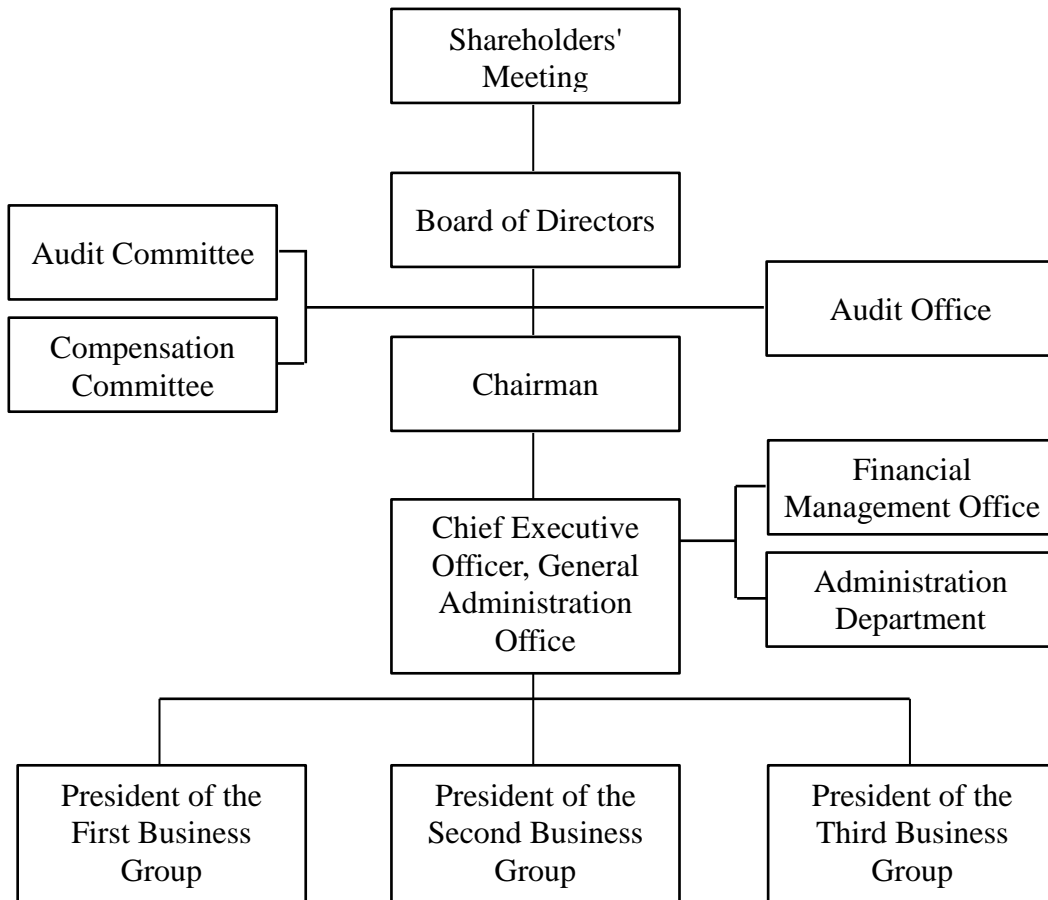 Shareholders'
Meeting
Board of Directors
Audit Committee
Audit Office
Compensation
Committee
Chairman
Financial
Management Office
Chief Executive
Officer, General
Administration
Office
Administration
Department
President of the
First Business
Group
President of the
Second Business
Group
President of the
Third Business
Group